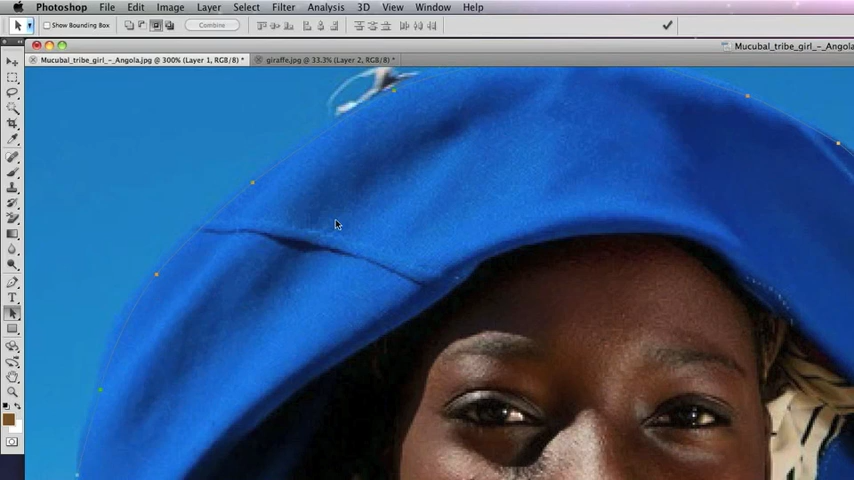 Photoshop File Edit Image Layer Select Filter Analysis 3D View Window Help
Show Bounding Box Combine
Mucubal_tribe_girl_-_Angola
Mucubal_tribe_girl_-_Angola.jpg @ 300% (Layer 1, RGB/8) * giraffe.jpg @ 33.3% (Layer 2, RGB/8) *